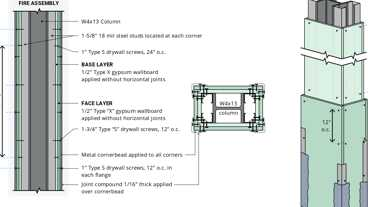 FIRE ASSEMBLY
W4x13 Column
1-5/8" 18 mil steel studs located at each corner
1" Type S drywall screws, 24" o.c.
BASE LAYER
1/2" Type X gypsum wallboard
applied without horizontal joints
FACE LAYER
1/2" Type "X" gypsum wallboard
applied without horizontal joints
1-3/4" Type "S" drywall screws, 12" o.c.
Metal cornerbead applied to all corners
1" Type S drywall screws, 12" o.c. in
each flange
Joint compound 1/16" thick applied
over cornerbead
W4x13
column
12"
o.c.